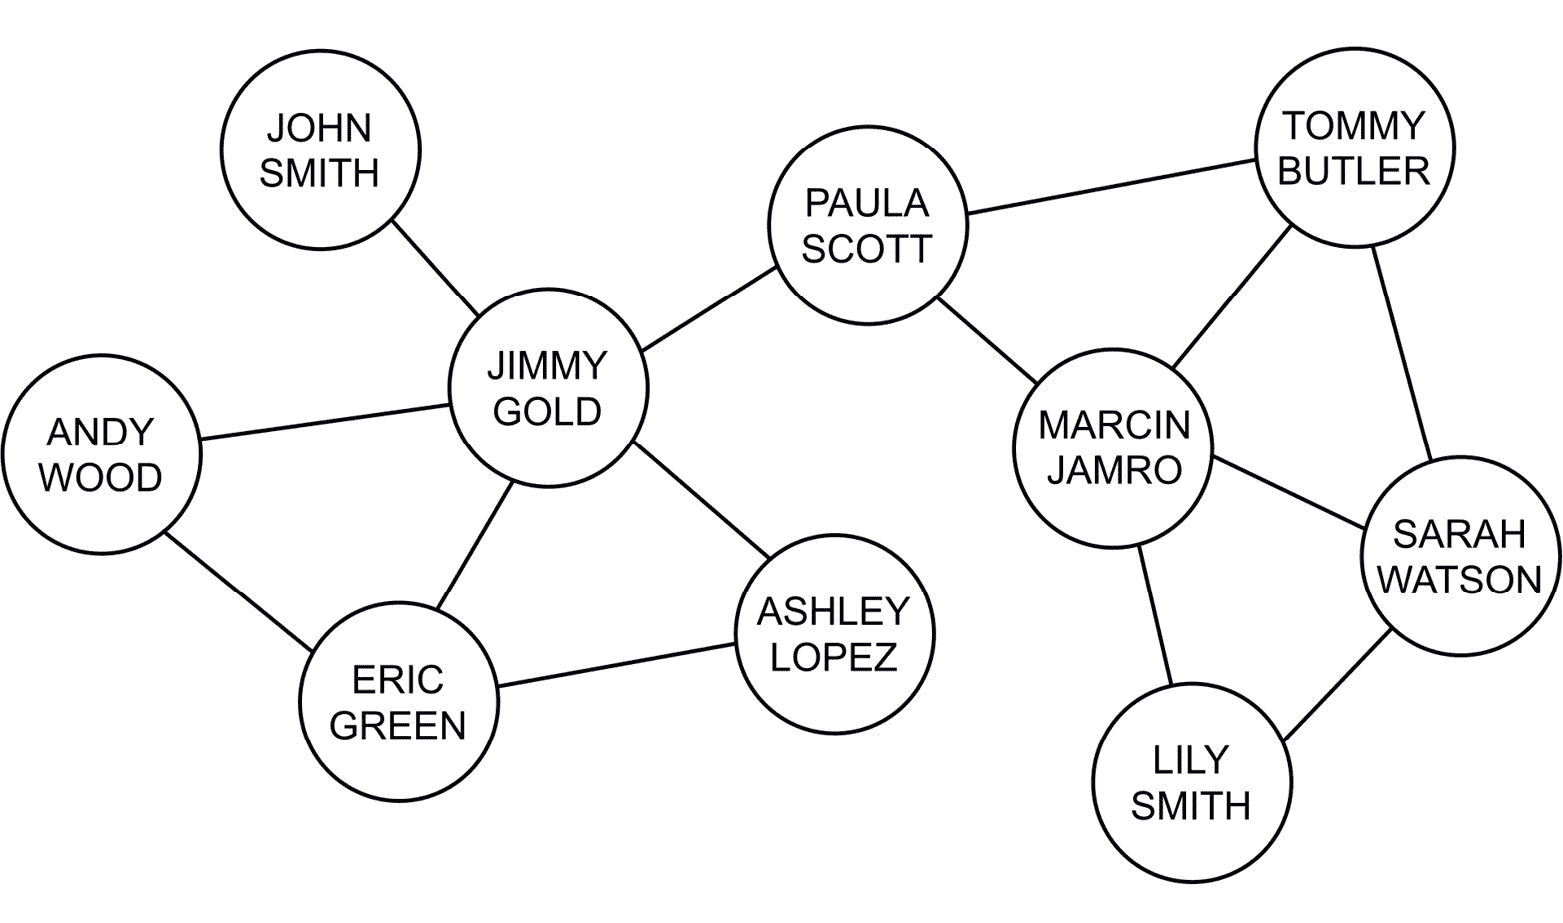 JOHN
SMITH
TOMMY
BUTLER
PAULA
SCOTT
JIMMY
GOLD
ANDY
WOOD
MARCIN
JAMRO
SARAH
WATSON
ASHLEY
LOPEZ
ERIC
GREEN
LILY
SMITH